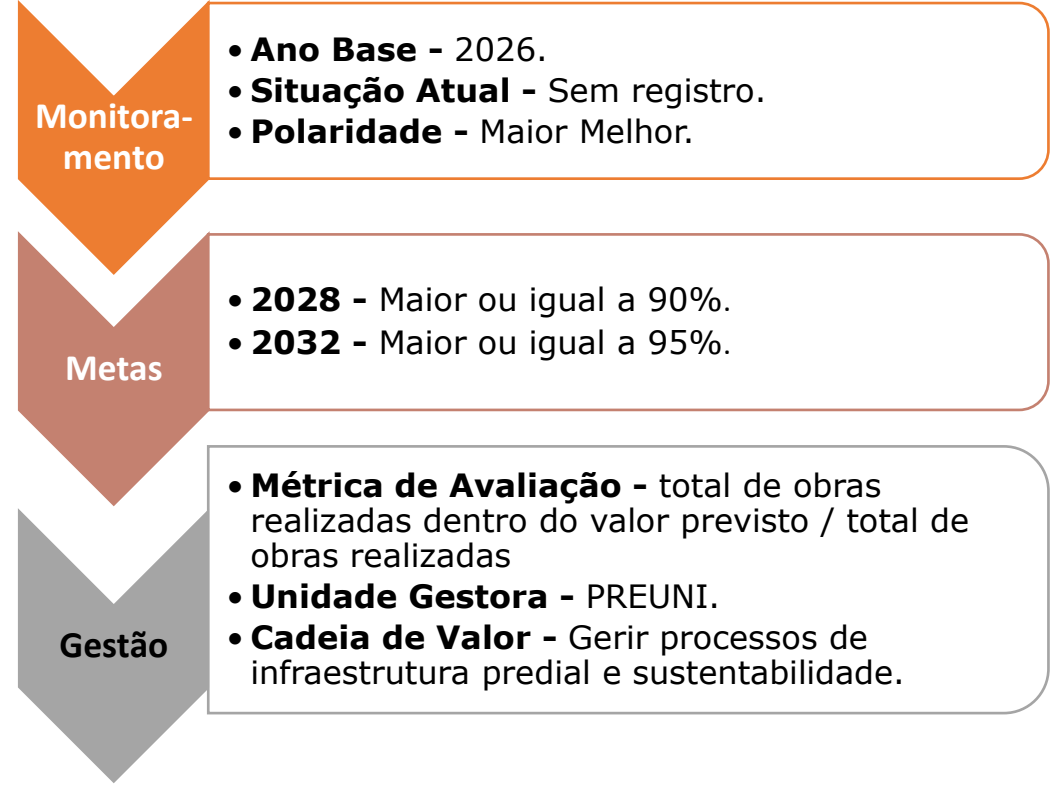 Monitora-
mento
• Ano Base - 2026.
• Situação Atual - Sem registro.
• Polaridade - Maior Melhor.
Metas
• 2028 - Maior ou igual a 90%.
• 2032 - Maior ou igual a 95%.
Gestão
• Métrica de Avaliação - total de obras
realizadas dentro do valor previsto / total de
obras realizadas
• Unidade Gestora - PREUNI.
• Cadeia de Valor - Gerir processos de
infraestrutura predial e sustentabilidade.